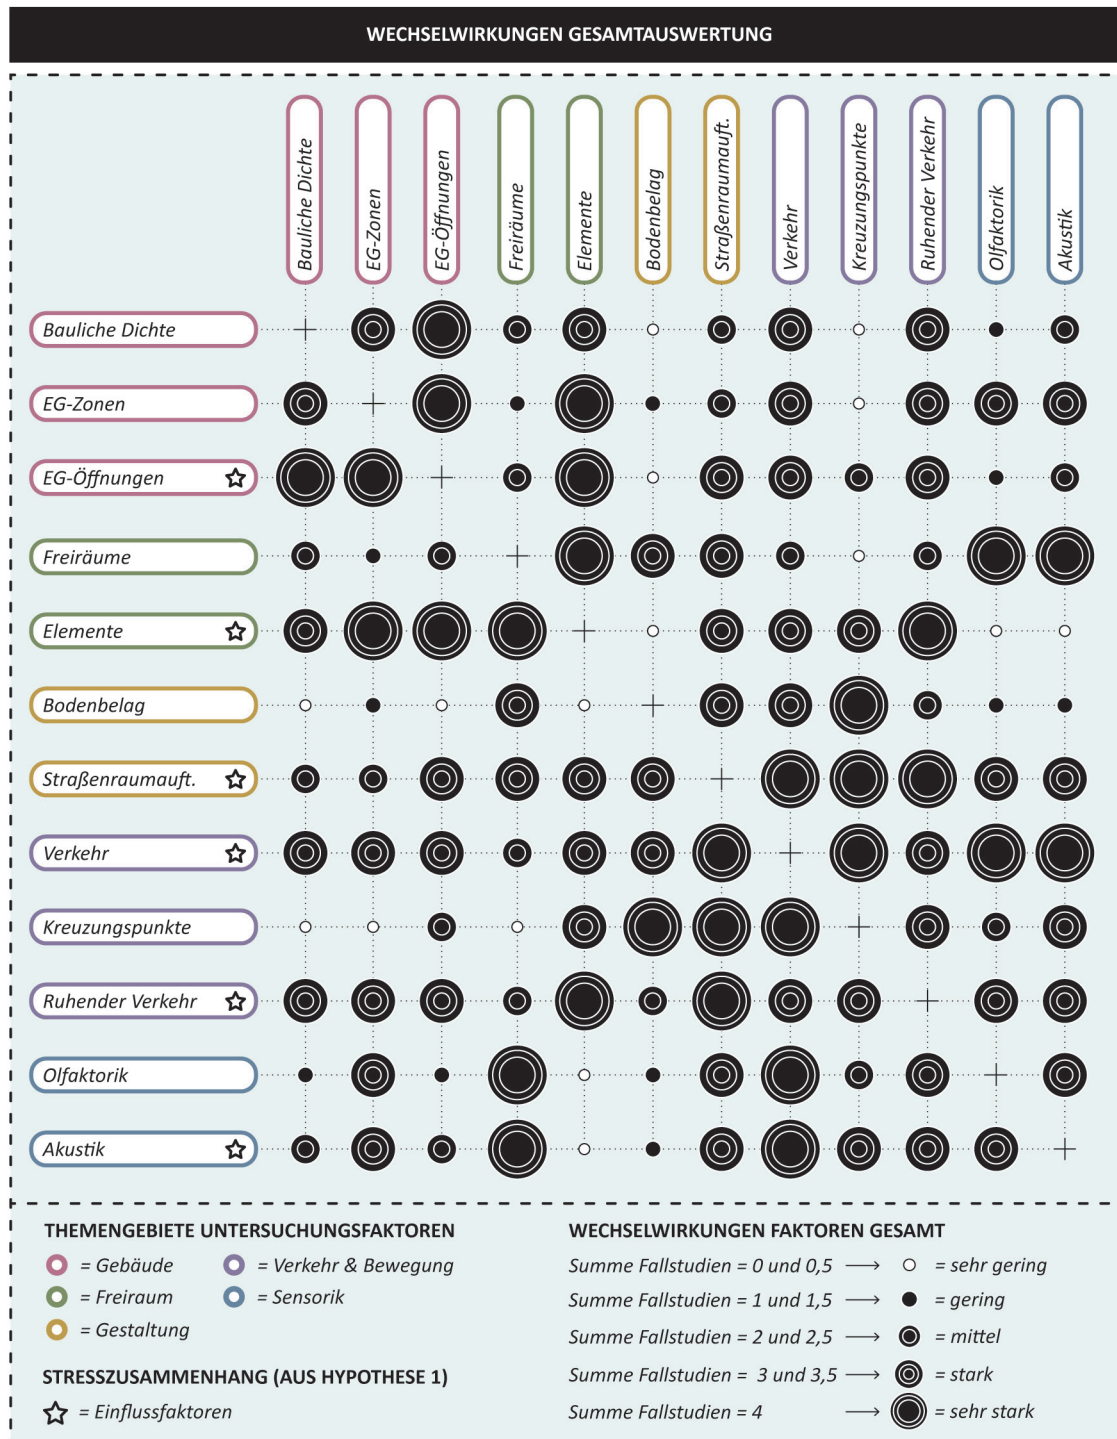 WECHSELWIRKUNGEN GESAMTAUSWERTUNG
Bauliche Dichte
EG-Zonen
EG-Öffnungen
Freiräume
Elemente
Bodenbelag
Straßenraumauft.
Verkehr
Kreuzungspunkte
Ruhender Verkehr
Olfaktorik
Akustik
Bauliche Dichte
EG-Zonen
EG-Öffnungen
Freiräume
Elemente
Bodenbelag
Straßenraumauft.
Verkehr
Kreuzungspunkte
Ruhender Verkehr
Olfaktorik
Akustik
THEMENGEBIETE UNTERSUCHUNGSFAKTOREN
= Gebäude
= Verkehr & Bewegung
= Freiraum
= Sensorik
= Gestaltung
STRESSZUSAMMENHANG (AUS HYPOTHESE 1)
= Einflussfaktoren
WECHSELWIRKUNGEN FAKTOREN GESAMT
Summe Fallstudien = 0 und 0,5 → = sehr gering
Summe Fallstudien = 1 und 1,5 → = gering
Summe Fallstudien = 2 und 2,5 → = mittel
Summe Fallstudien = 3 und 3,5 → = stark
Summe Fallstudien = 4 → = sehr stark